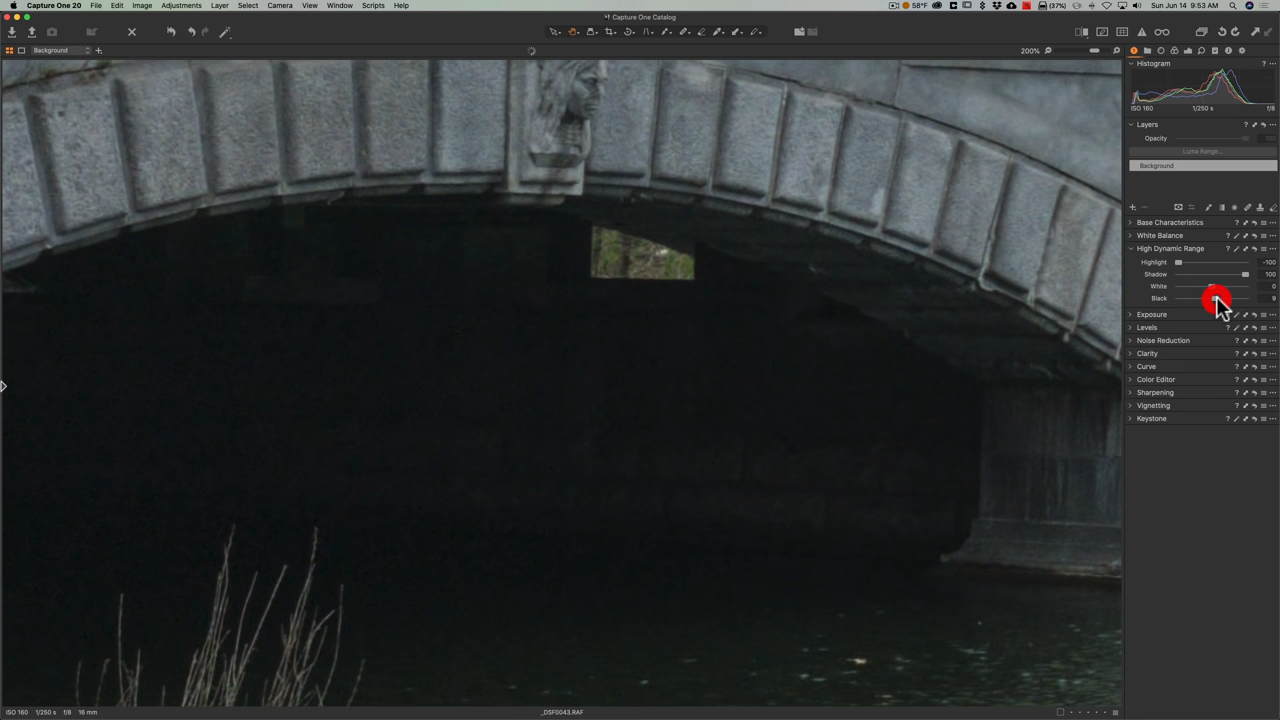 Capture One 20 File Edit Image Adjustments Layer Select Camera View Window Scripts Help 58°F (37%) Sun Jun 14 9:53 AM
Capture One Catalog
Background 200%
Histogram
ISO 160 1/250 s f/8
Layers
Opacity
Luma Range...
Background
Base Characteristics
White Balance
High Dynamic Range
Highlight -100
Shadow 100
White 0
Black 9
Exposure
Levels
Noise Reduction
Clarity
Curve
Color Editor
Sharpening
Vignetting
Keystone
ISO 160 1/250 s f/8 16 mm _DSF0043.RAF